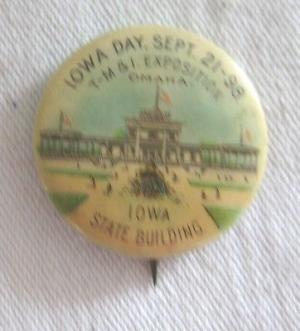 IOWA DAY, SEPT. 21-98
T-M & I. EXPOSITION
OMAHA
IOWA
STATE BUILDING